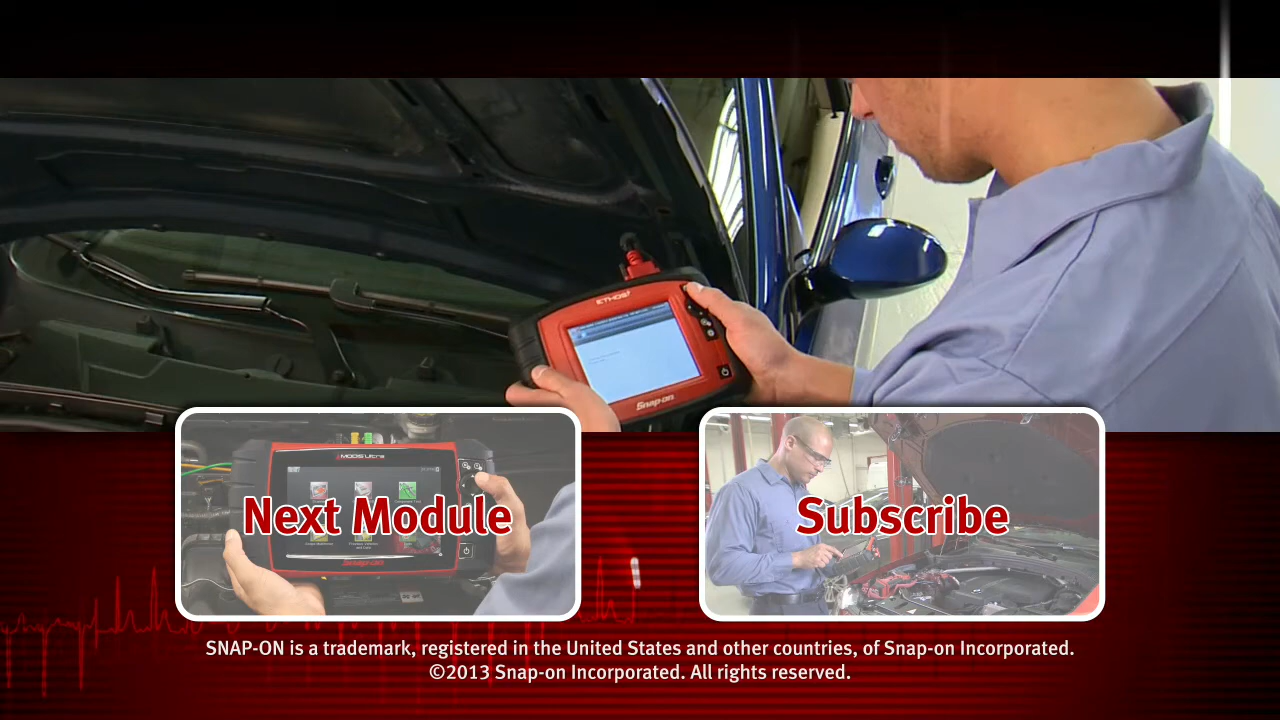 ETHOS
Snap-on
MODIS Ultra
Next Module
Snap-on
Subscribe
SNAP-ON is a trademark, registered in the United States and other countries, of Snap-on Incorporated.
©2013 Snap-on Incorporated. All rights reserved.